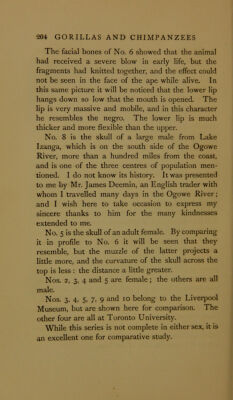 204 GORILLAS AND CHIMPANZEES
The facial bones of No. 6 showed that the animal
had received a severe blow in early life, but the
fragments had knitted together, and the effect could
not be seen in the face of the ape while alive. In
this same picture it will be noticed that the lower lip
hangs down so low that the mouth is opened. The
lip is very massive and mobile, and in this character
he resembles the negro. The lower lip is much
thicker and more flexible than the upper.
No. 8 is the skull of a large male from Lake
Izanga, which is on the south side of the Ogowe
River, more than a hundred miles from the coast,
and is one of the three centres of population men-
tioned. I do not know its history. It was presented
to me by Mr. James Deemin, an English trader with
whom I travelled many days in the Ogowe River;
and I wish here to take occasion to express my
sincere thanks to him for the many kindnesses
extended to me.
No. 5 is the skull of an adult female. By comparing
it in profile to No. 6 it will be seen that they
resemble, but the muzzle of the latter projects a
little more, and the curvature of the skull across the
top is less: the distance a little greater.
Nos. 2, 3, 4 and 5 are female; the others are all
male.
Nos. 3, 4, 5, 7, 9 and 10 belong to the Liverpool
Museum, but are shown here for comparison. The
other four are all at Toronto University.
While this series is not complete in either sex, it is
an excellent one for comparative study.